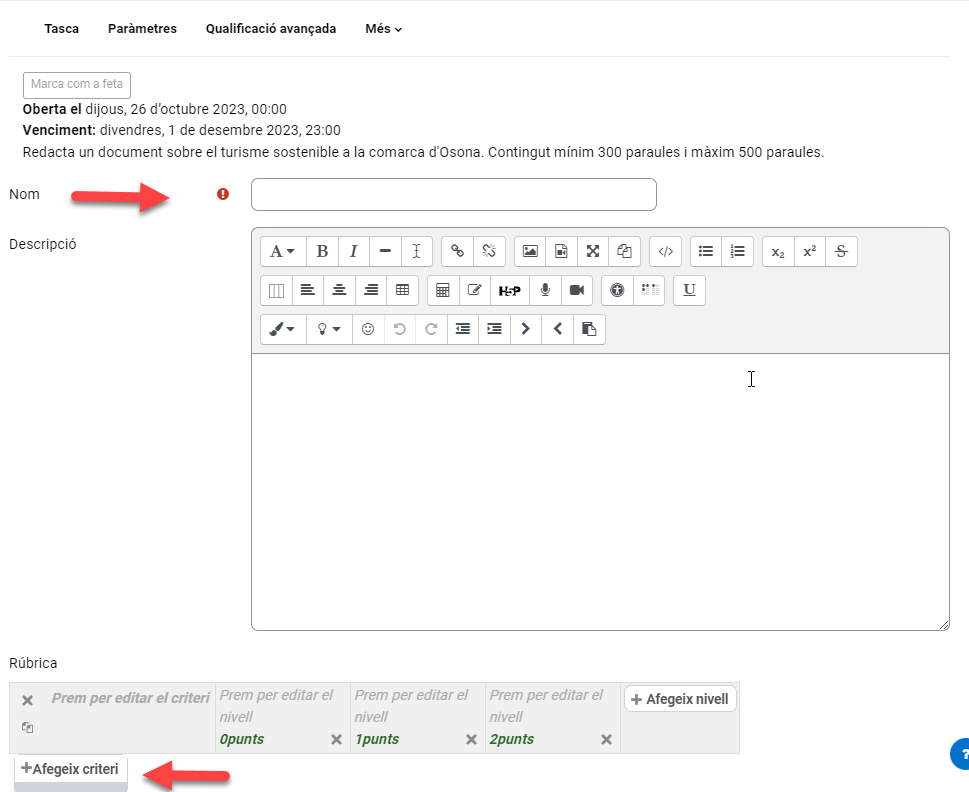 Tasca Paràmetres Qualificació avançada Més
Marca com a feta
Oberta el dijous, 26 d’octubre 2023, 00:00
Venciment: divendres, 1 de desembre 2023, 23:00
Redacta un document sobre el turisme sostenible a la comarca d'Osona. Contingut mínim 300 paraules i màxim 500 paraules.
Nom
Descripció
A B I
</>
x₂ x² S
H5P
U
Rúbrica
Prem per editar el criteri
Prem per editar el
nivell
0punts
Prem per editar el
nivell
1punts
Prem per editar el
nivell
2punts
+ Afegeix nivell
+Afegeix criteri
?